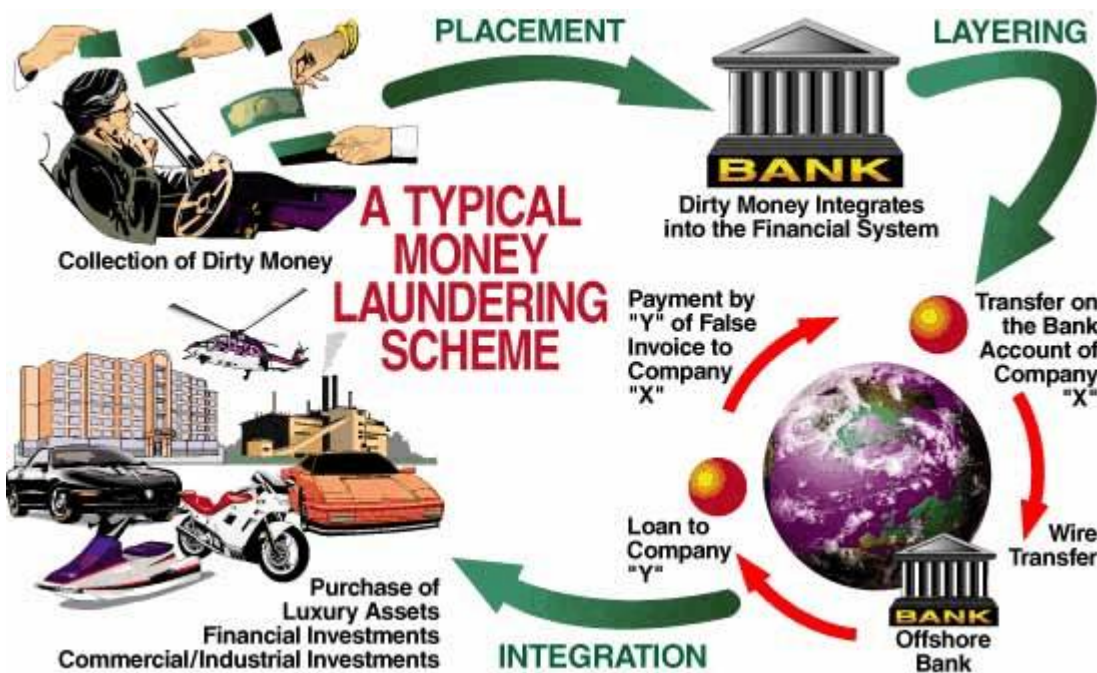 PLACEMENT
LAYERING
BANK
Dirty Money Integrates
into the Financial System
Collection of Dirty Money
A TYPICAL
MONEY
LAUNDERING
SCHEME
Payment by
"Y" of False
Invoice to
Company
"X"
Transfer on
the Bank
Account of
Company
"X"
Loan to
Company
"Y"
Wire
Transfer
BANK
Offshore
Bank
Purchase of
Luxury Assets
Financial Investments
Commercial/Industrial Investments
INTEGRATION